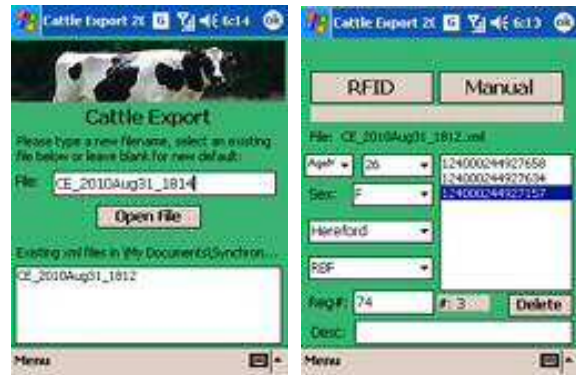 Cattle Export 2( G 6:14 ok
Cattle Export
Please type a new filename, select an existing
file below or leave blank for new default:
File: CE_2010Aug31_1814
Open File
Existing xml files in \My Documents\Synchron...
CE_2010Aug31_1812
Menu
Cattle Export 2( G 6:13 ok
RFID Manual
File: CE_2010Aug31_1812.xml
26
124000244927658
124000244927634
Sex: F
124000244927157
Hereford
Reg#: 74 #: 3 Delete
Desc:
Menu